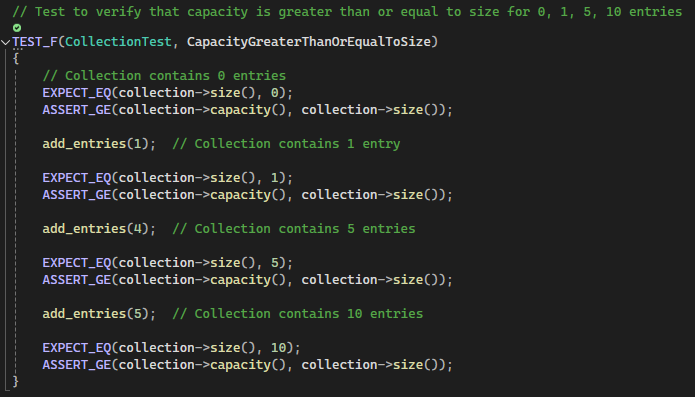 // Test to verify that capacity is greater than or equal to size for 0, 1, 5, 10 entries
TEST_F(CollectionTest, CapacityGreaterThanOrEqualToSize)
{
    // Collection contains 0 entries
    EXPECT_EQ(collection->size(), 0);
    ASSERT_GE(collection->capacity(), collection->size());

    add_entries(1);  // Collection contains 1 entry

    EXPECT_EQ(collection->size(), 1);
    ASSERT_GE(collection->capacity(), collection->size());

    add_entries(4);  // Collection contains 5 entries

    EXPECT_EQ(collection->size(), 5);
    ASSERT_GE(collection->capacity(), collection->size());

    add_entries(5);  // Collection contains 10 entries

    EXPECT_EQ(collection->size(), 10);
    ASSERT_GE(collection->capacity(), collection->size());
}